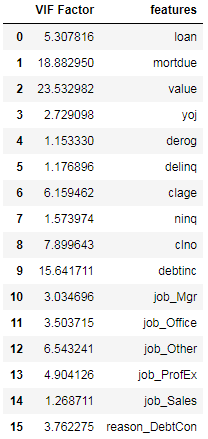 VIF Factor features
0 5.307816 loan
1 18.882950 mortdue
2 23.532982 value
3 2.729098 yoj
4 1.153330 derog
5 1.176896 delinq
6 6.159462 clage
7 1.573974 ninq
8 7.899643 clno
9 15.641711 debtinc
10 3.034696 job_Mgr
11 3.503715 job_Office
12 6.543241 job_Other
13 4.904126 job_ProfEx
14 1.268711 job_Sales
15 3.762275 reason_DebtCon